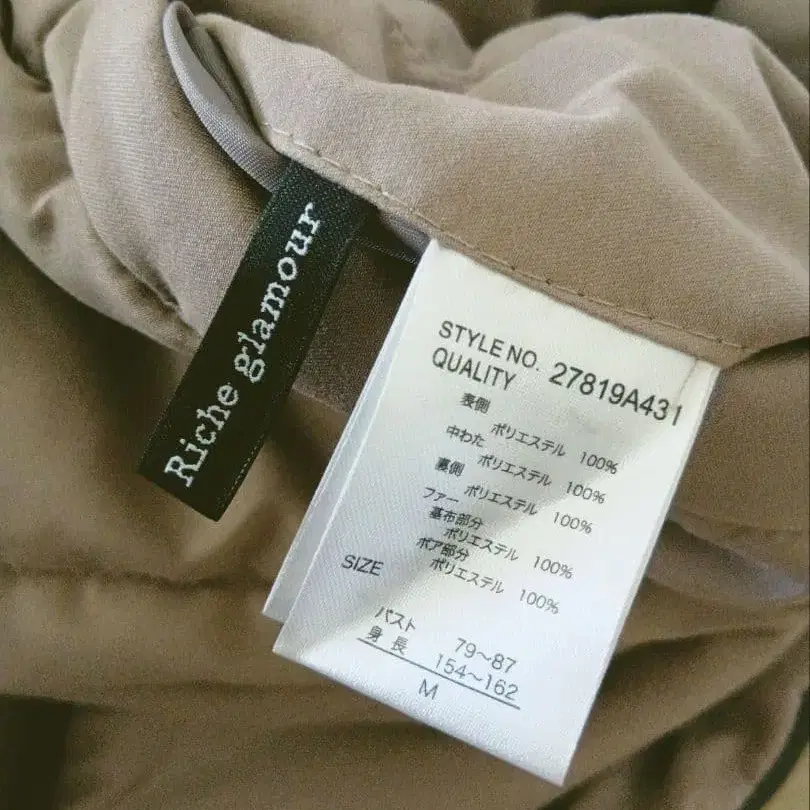 Riche glamour
STYLE NO. 27819A431
QUALITY
表側
ポリエステル 100%
中わた
ポリエステル 100%
裏側
ポリエステル 100%
ファー
基布部分
ポリエステル 100%
ボア部分
ポリエステル 100%
SIZE
バスト 79～87
身長 154～162
M